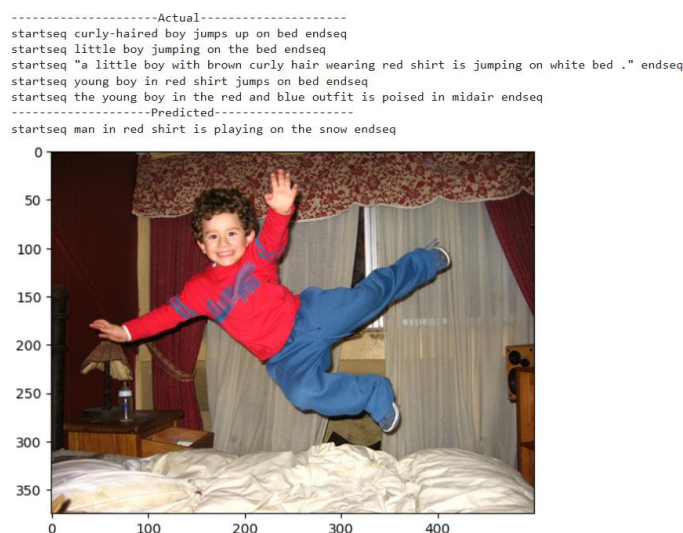 ---------------------Actual---------------------
startseq curly-haired boy jumps up on bed endseq
startseq little boy jumping on the bed endseq
startseq "a little boy with brown curly hair wearing red shirt is jumping on white bed ." endseq
startseq young boy in red shirt jumps on bed endseq
startseq the young boy in the red and blue outfit is poised in midair endseq
--------------------Predicted--------------------
startseq man in red shirt is playing on the snow endseq
0
50
100
150
200
250
300
350
0 100 200 300 400